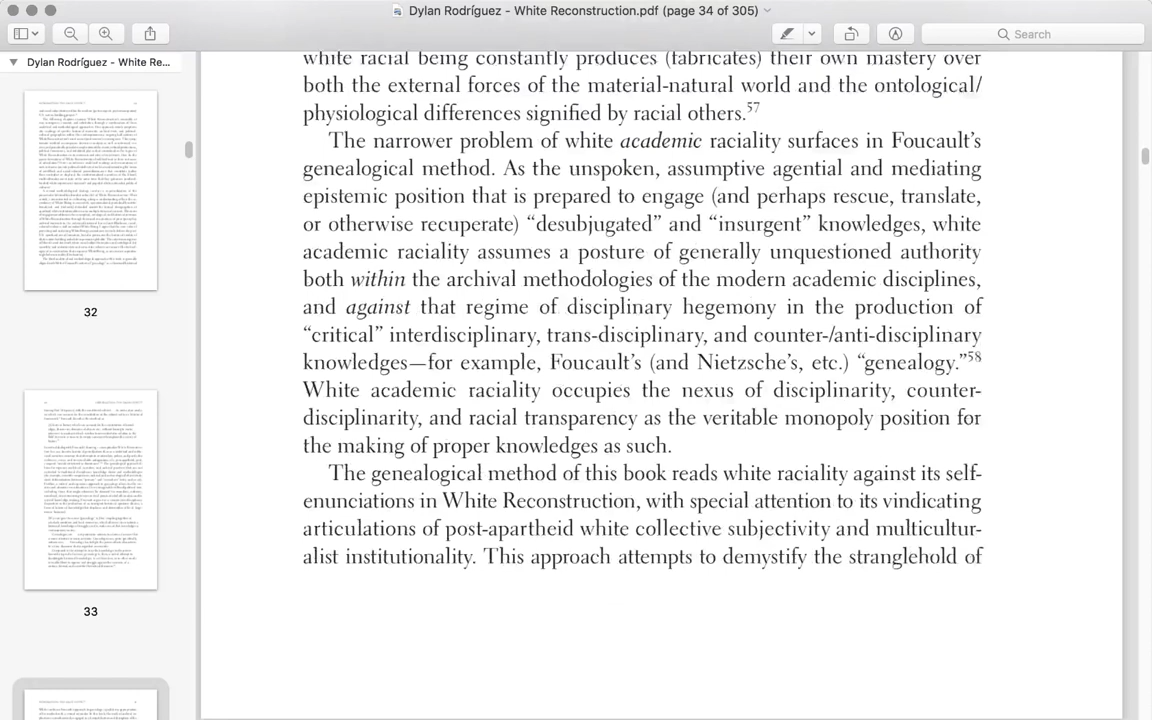 Dylan Rodríguez - White Reconstruction.pdf (page 34 of 305)
Search
Dylan Rodríguez - White Re...
32
33
white racial being constantly produces (fabricates) their own mastery over
both the external forces of the material-natural world and the ontological/
physiological differences signified by racial others.57
The narrower problem of white academic raciality surfaces in Foucault’s
genealogical method. As the unspoken, assumptive agential and mediating
epistemic position that is prepared to engage (and perhaps rescue, translate,
or otherwise recuperate) “desubjugated” and “insurgent” knowledges, white
academic raciality assumes a posture of generally unquestioned authority
both within the archival methodologies of the modern academic disciplines,
and against that regime of disciplinary hegemony in the production of
“critical” interdisciplinary, trans-disciplinary, and counter-/anti-disciplinary
knowledges—for example, Foucault’s (and Nietzsche’s, etc.) “genealogy.”58
White academic raciality occupies the nexus of disciplinarity, counter-
disciplinarity, and racial transparency as the veritable monopoly position for
the making of proper knowledges as such.
The genealogical method of this book reads white raciality against its self-
enunciations in White Reconstruction, with special attention to its vindicating
articulations of post-apartheid white collective subjectivity and multicultur-
alist institutionality. This approach attempts to demystify the stranglehold of